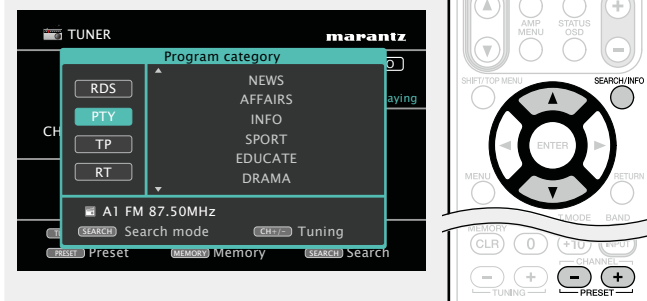 TUNER
marantz
Program category
RDS
PTY
TP
RT
NEWS
AFFAIRS
INFO
SPORT
EDUCATE
DRAMA
aying
CH
A1 FM 87.50MHz
SEARCH Search mode CH+/- Tuning
PRESET Preset MEMORY Memory SEARCH Search
AMP MENU
STATUS OSD
SHIFT/TOP MENU
SEARCH/INFO
ENTER
MENU
RETURN
T.MODE BAND
MEMORY
CLR 0 +10 INPUT
CHANNEL
− + − +
TUNING PRESET